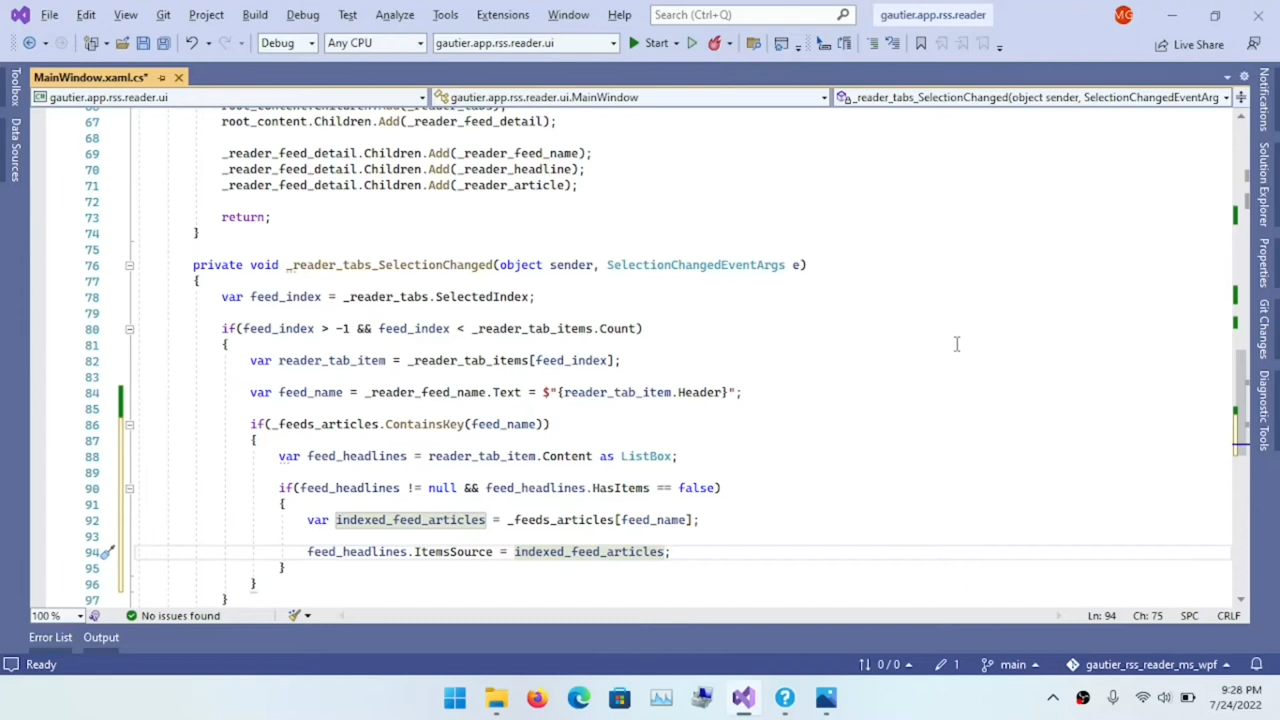 File Edit View Git Project Build Debug Test Analyze Tools Extensions Window Help Search (Ctrl+Q) gautier.app.rss.reader MG
Debug Any CPU gautier.app.rss.reader.ui Start Live Share
MainWindow.xaml.cs*
gautier.app.rss.reader.ui gautier.app.rss.reader.ui.MainWindow _reader_tabs_SelectionChanged(object sender, SelectionChangedEventArg
Toolbox
Data Sources
root_content.Children.Add(_reader_tabs);
67 root_content.Children.Add(_reader_feed_detail);
68
69 _reader_feed_detail.Children.Add(_reader_feed_name);
70 _reader_feed_detail.Children.Add(_reader_headline);
71 _reader_feed_detail.Children.Add(_reader_article);
72
73 return;
74 }
75
76 private void _reader_tabs_SelectionChanged(object sender, SelectionChangedEventArgs e)
77 {
78 var feed_index = _reader_tabs.SelectedIndex;
79
80 if(feed_index > -1 && feed_index < _reader_tab_items.Count)
81 {
82 var reader_tab_item = _reader_tab_items[feed_index];
83
84 var feed_name = _reader_feed_name.Text = $"{reader_tab_item.Header}";
85
86 if(_feeds_articles.ContainsKey(feed_name))
87 {
88 var feed_headlines = reader_tab_item.Content as ListBox;
89
90 if(feed_headlines != null && feed_headlines.HasItems == false)
91 {
92 var indexed_feed_articles = _feeds_articles[feed_name];
93
94 feed_headlines.ItemsSource = indexed_feed_articles;
95 }
96 }
97 }
Notifications
Solution Explorer
Properties
Git Changes
Diagnostic Tools
100 % No issues found Ln: 94 Ch: 75 SPC CRLF
Error List Output
Ready 0 / 0 1 main gautier_rss_reader_ms_wpf
9:28 PM
7/24/2022